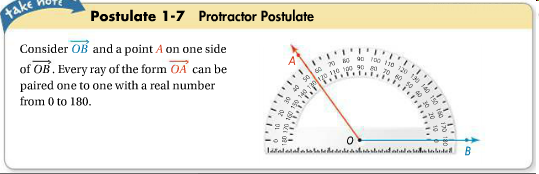 take note
Postulate 1-7 Protractor Postulate
Consider OB and a point A on one side
of OB. Every ray of the form OA can be
paired one to one with a real number
from 0 to 180.
A
O
B